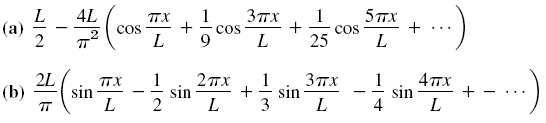 (a) L/2 − 4L/π² (cos πx/L + 1/9 cos 3πx/L + 1/25 cos 5πx/L + ⋯)
(b) 2L/π (sin πx/L − 1/2 sin 2πx/L + 1/3 sin 3πx/L − 1/4 sin 4πx/L + − ⋯)